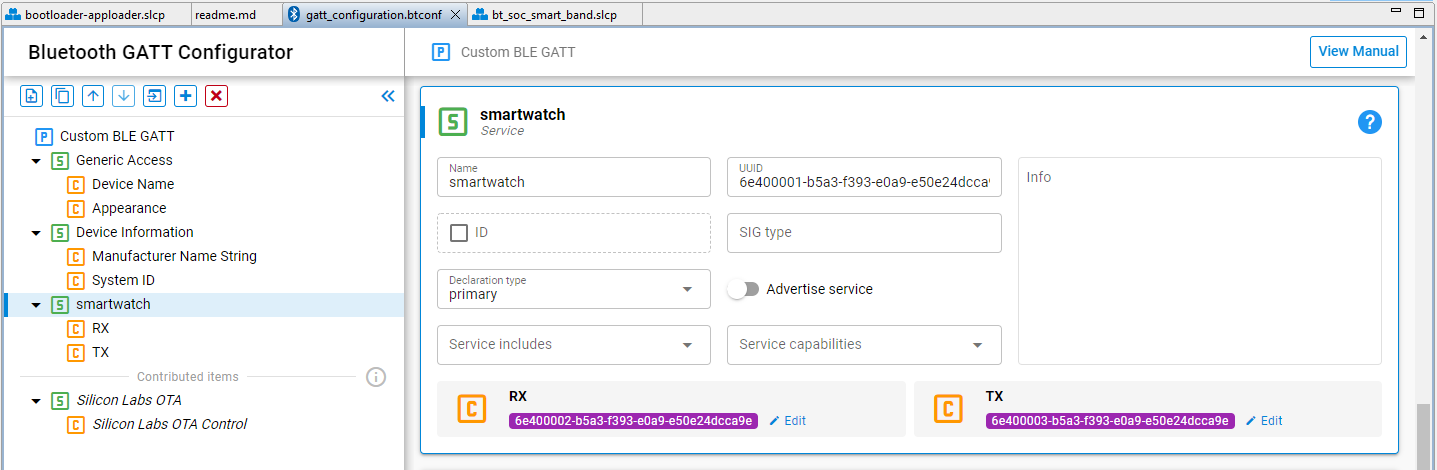 bootloader-apploader.slcp readme.md gatt_configuration.btconf bt_soc_smart_band.slcp
Bluetooth GATT Configurator
Custom BLE GATT
Generic Access
Device Name
Appearance
Device Information
Manufacturer Name String
System ID
smartwatch
RX
TX
Contributed items
Silicon Labs OTA
Silicon Labs OTA Control
Custom BLE GATT
View Manual
smartwatch
Service
Name
smartwatch
UUID
6e400001-b5a3-f393-e0a9-e50e24dcca9
Info
ID
SIG type
Declaration type
primary
Advertise service
Service includes
Service capabilities
RX
6e400002-b5a3-f393-e0a9-e50e24dcca9e Edit
TX
6e400003-b5a3-f393-e0a9-e50e24dcca9e Edit